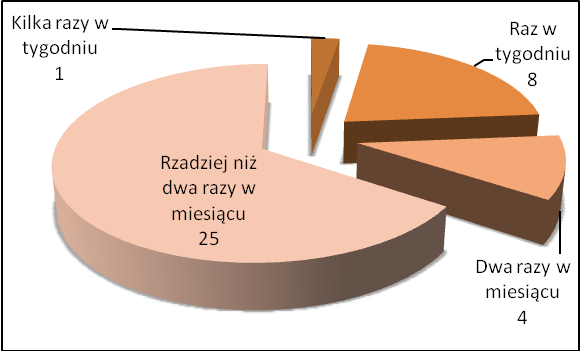 Kilka razy w
tygodniu
1
Raz w
tygodniu
8
Rzadziej niż
dwa razy w
miesiącu
25
Dwa razy w
miesiącu
4